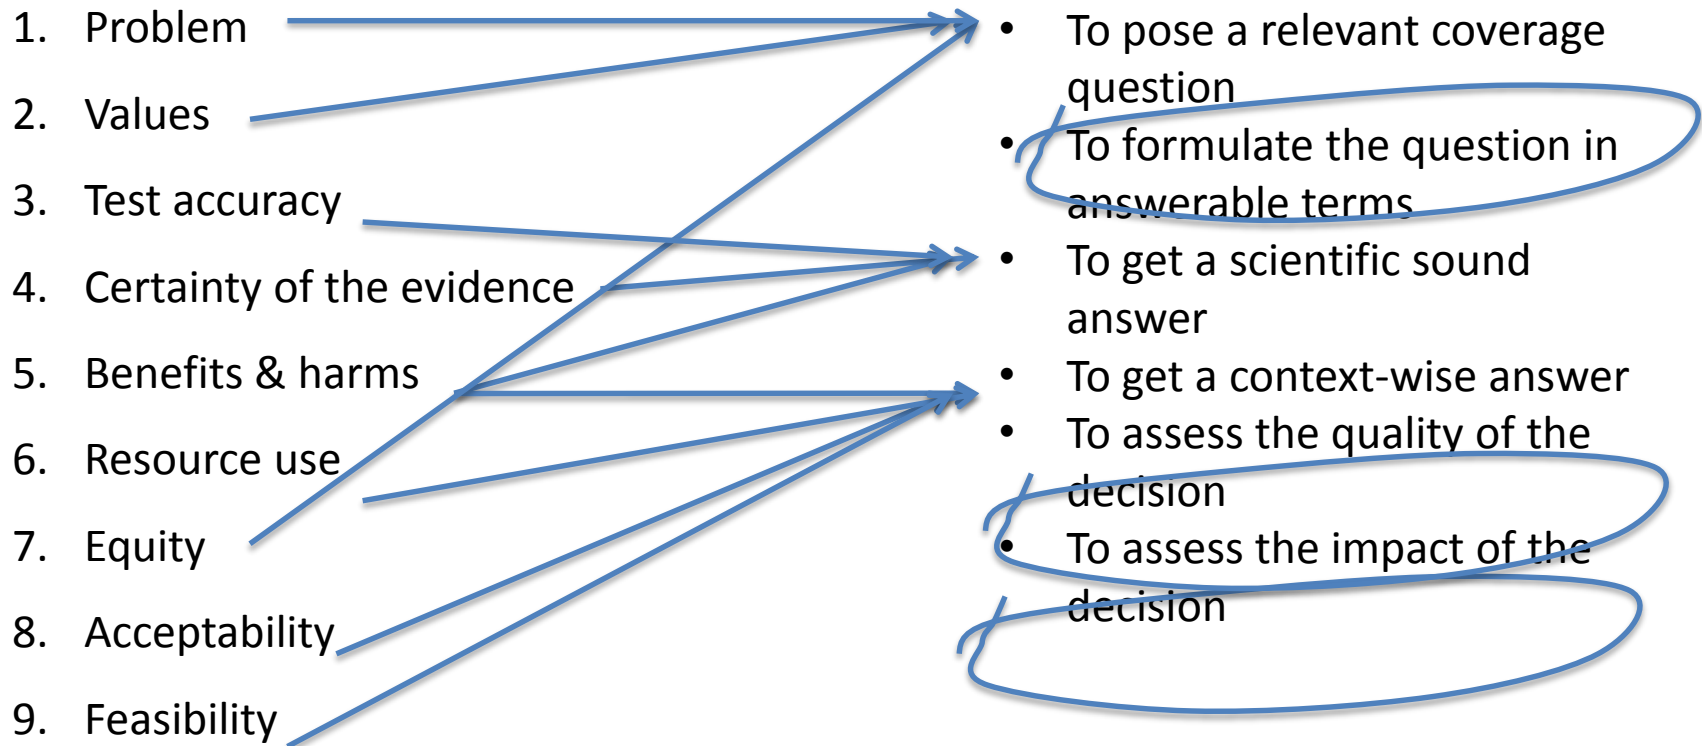 1. Problem
2. Values
3. Test accuracy
4. Certainty of the evidence
5. Benefits & harms
6. Resource use
7. Equity
8. Acceptability
9. Feasibility
• To pose a relevant coverage
question
• To formulate the question in
answerable terms
• To get a scientific sound
answer
• To get a context-wise answer
• To assess the quality of the
decision
• To assess the impact of the
decision